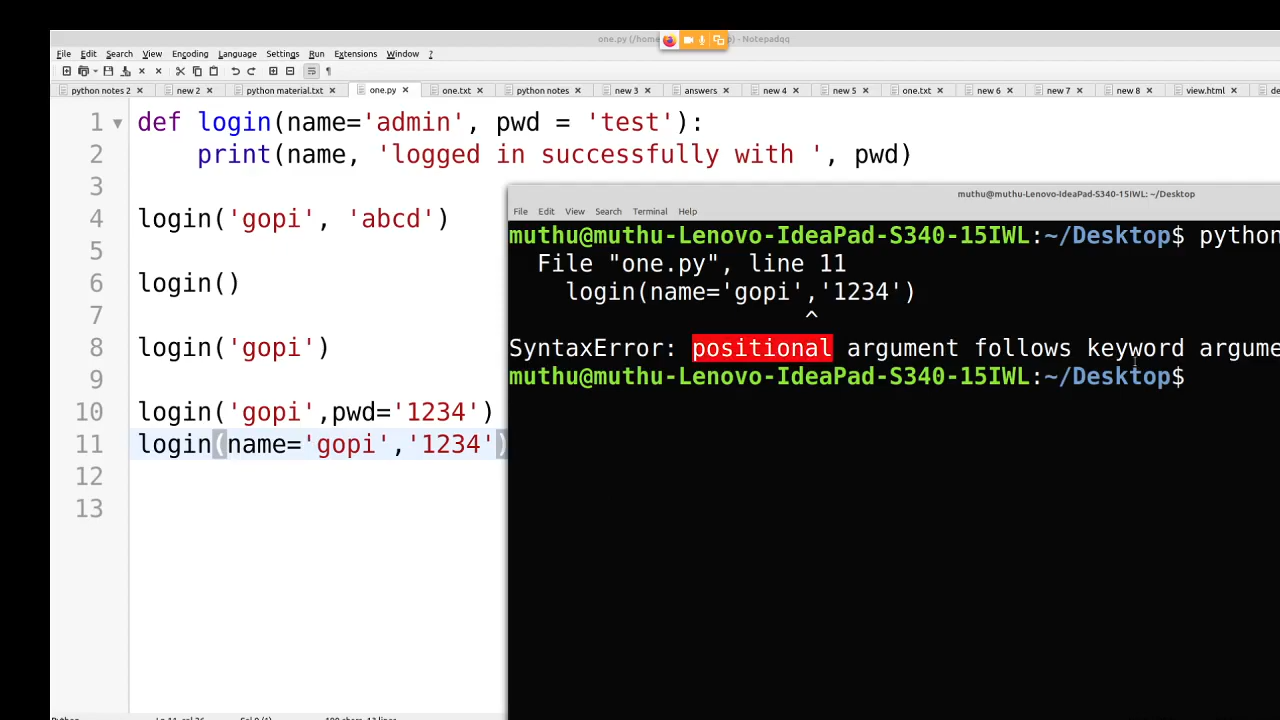 one.py (/home p) - Notepadqq
File Edit Search View Encoding Language Settings Run Extensions Window ?
python notes 2 new 2 python material.txt one.py one.txt python notes new 3 answers new 4 new 5 one.txt new 6 new 7 new 8 view.html de
1 def login(name='admin', pwd = 'test'):
2 print(name, 'logged in successfully with ', pwd)
3
4 login('gopi', 'abcd')
5
6 login()
7
8 login('gopi')
9
10 login('gopi',pwd='1234')
11 login(name='gopi','1234')
12
13
muthu@muthu-Lenovo-IdeaPad-S340-15IWL: ~/Desktop
File Edit View Search Terminal Help
muthu@muthu-Lenovo-IdeaPad-S340-15IWL:~/Desktop$ python
File "one.py", line 11
login(name='gopi','1234')
^
SyntaxError: positional argument follows keyword argume
muthu@muthu-Lenovo-IdeaPad-S340-15IWL:~/Desktop$